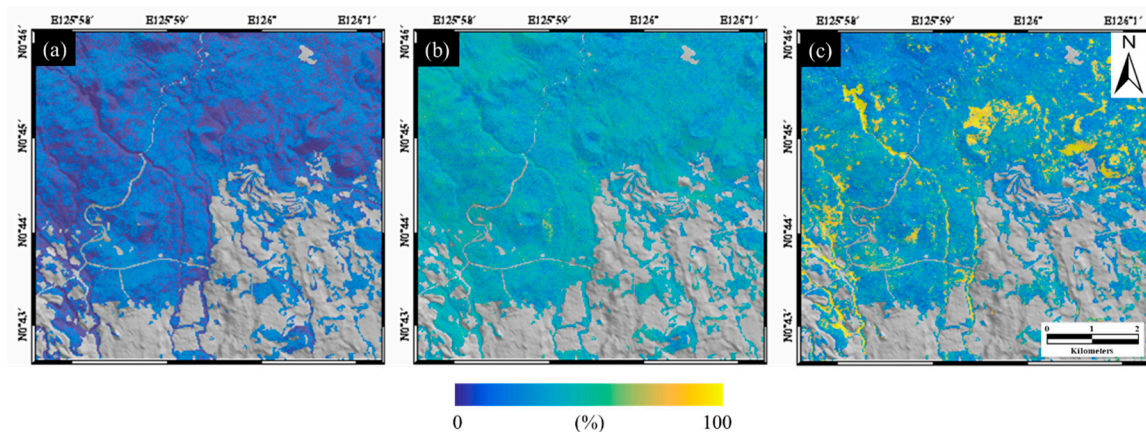 E125°58′ E125°59′ E126° E126°1′ E125°58′ E125°59′ E126° E126°1′ E125°58′ E125°59′ E126° E126°1′
(a) (b) (c)
N
N0°46′ N0°46′ N0°46′
N0°45′ N0°45′ N0°45′
N0°44′ N0°44′ N0°44′
N0°43′ N0°43′ N0°43′
0 1 2
Kilometers
0 (%) 100